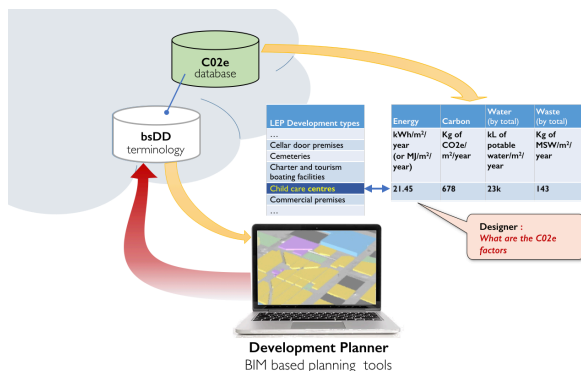 C02e
database
bsDD
terminology
LEP Development types
...
Cellar door premises
Cemeteries
Charter and tourism
boating facilities
Child care centres
Commercial premises
...
Energy
Carbon
Water
(by total)
Waste
(by total)
kWh/m²/
year
(or MJ/m²/
year)
Kg of
CO2e/
m²/year
kL of
potable
water/m²/
year
Kg of
MSW/m²/
year
21.45
678
23k
143
Designer :
What are the C02e
factors
Development Planner
BIM based planning tools